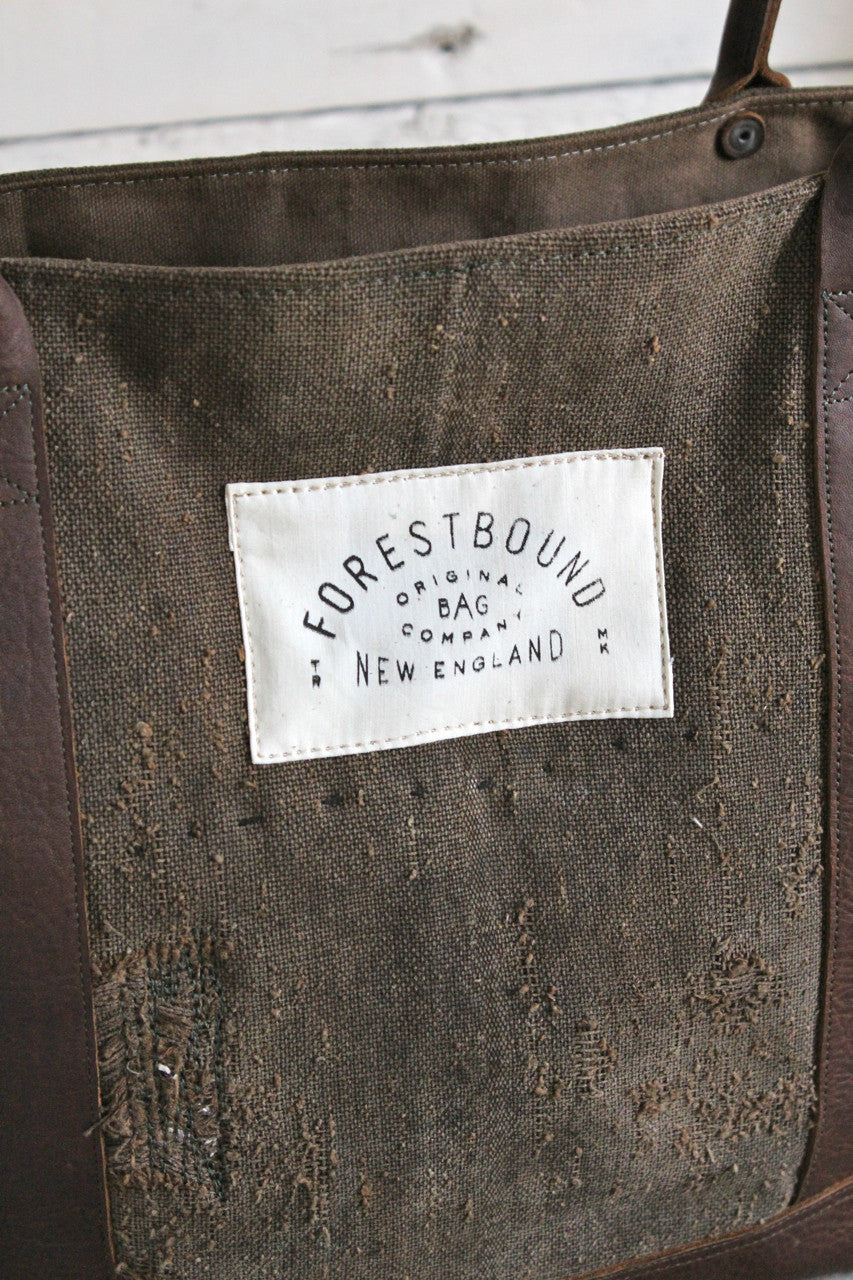 FORESTBOUND
ORIGINAL
BAG
COMPANY
TR NEW ENGLAND MK